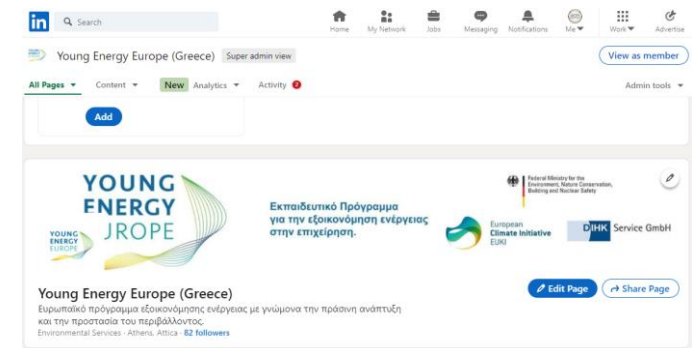 in
Search
Home
My Network
Jobs
Messaging
Notifications
Me
Work
Advertise
Young Energy Europe (Greece)
Super admin view
View as member
All Pages
Content
New
Analytics
Activity
Admin tools
Add
YOUNG
ENERGY
JROPE
YOUNG
ENERGY
EUROPE
Εκπαιδευτικό Πρόγραμμα
για την εξοικονόμηση ενέργειας
στην επιχείρηση.
Federal Ministry for the
Environment, Nature Conservation,
Building and Nuclear Safety
European
Climate Initiative
EUKI
DIHK Service GmbH
Edit Page
Share Page
Young Energy Europe (Greece)
Ευρωπαϊκό πρόγραμμα εξοικονόμησης ενέργειας με γνώμονα την πράσινη ανάπτυξη
και την προστασία του περιβάλλοντος.
Environmental Services · Athens, Attica · 82 followers